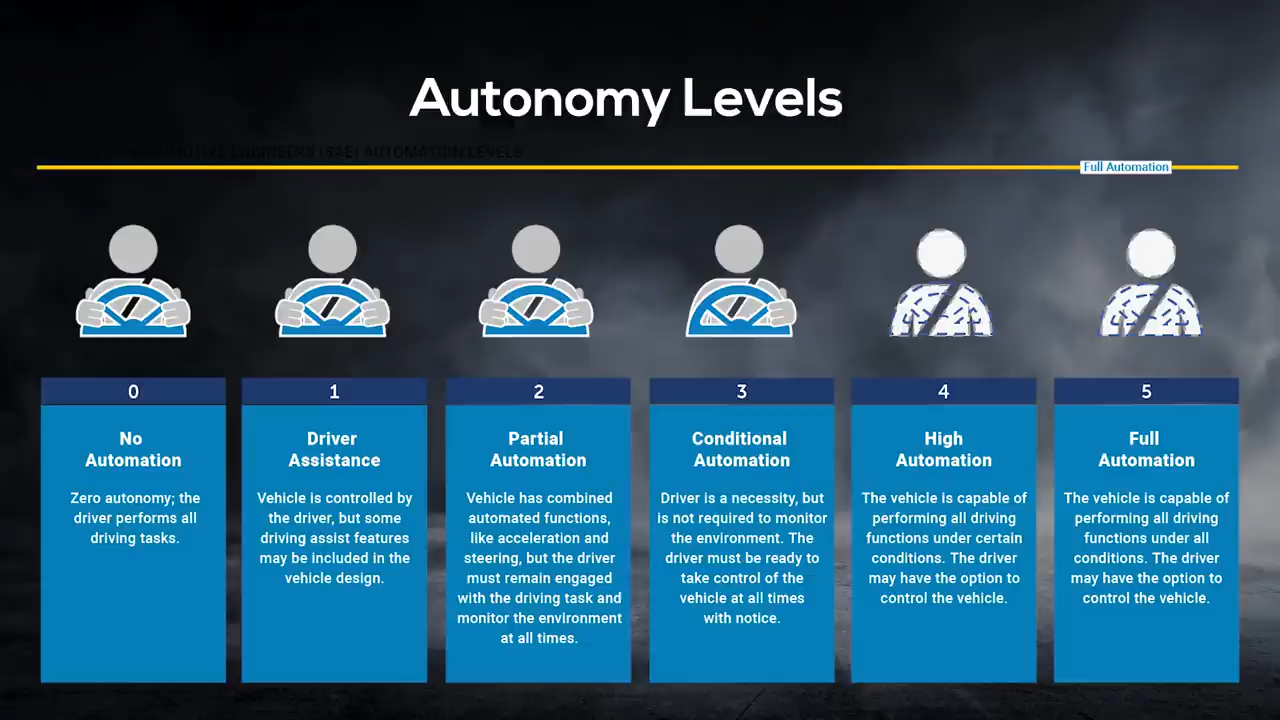 Autonomy Levels
ENGINEERS (SAE) AUTOMATION LEVELS
Full Automation
0
No
Automation
Zero autonomy; the
driver performs all
driving tasks.
1
Driver
Assistance
Vehicle is controlled by
the driver, but some
driving assist features
may be included in the
vehicle design.
2
Partial
Automation
Vehicle has combined
automated functions,
like acceleration and
steering, but the driver
must remain engaged
with the driving task and
monitor the environment
at all times.
3
Conditional
Automation
Driver is a necessity, but
is not required to monitor
the environment. The
driver must be ready to
take control of the
vehicle at all times
with notice.
4
High
Automation
The vehicle is capable of
performing all driving
functions under certain
conditions. The driver
may have the option to
control the vehicle.
5
Full
Automation
The vehicle is capable of
performing all driving
functions under all
conditions. The driver
may have the option to
control the vehicle.